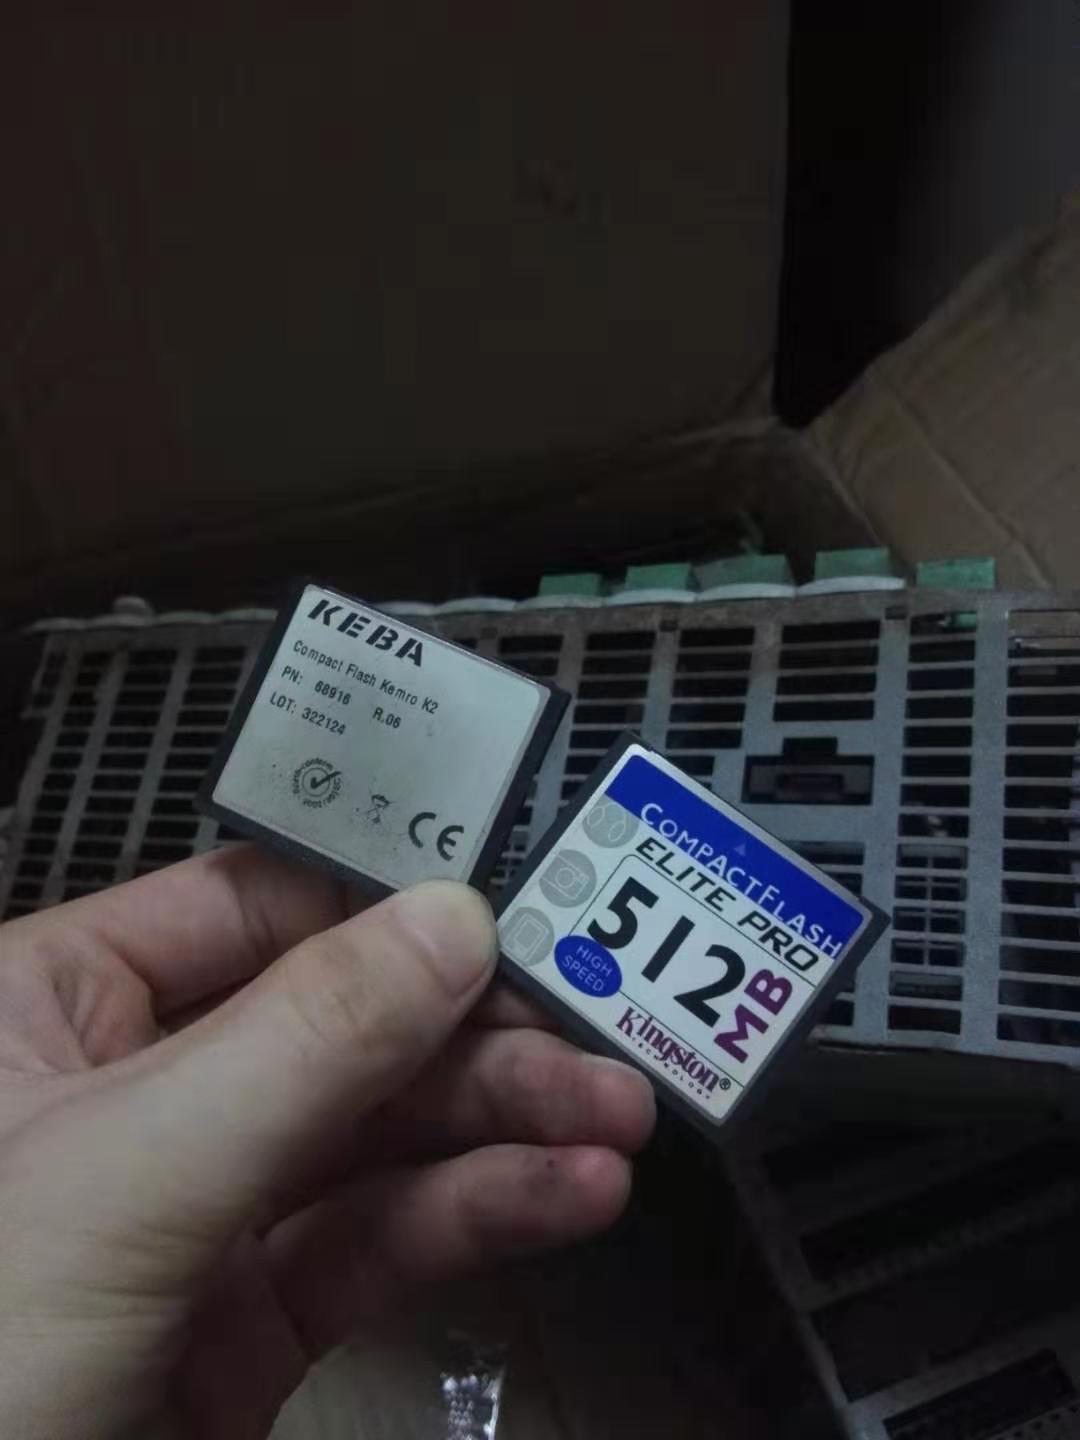 KEBA
Compact Flash Kemro K2
PN: 68916 R.06
LOT: 322124
CE
COMPACTFLASH
ELITE PRO
512MB
HIGH
SPEED
Kingston®
TECHNOLOGY